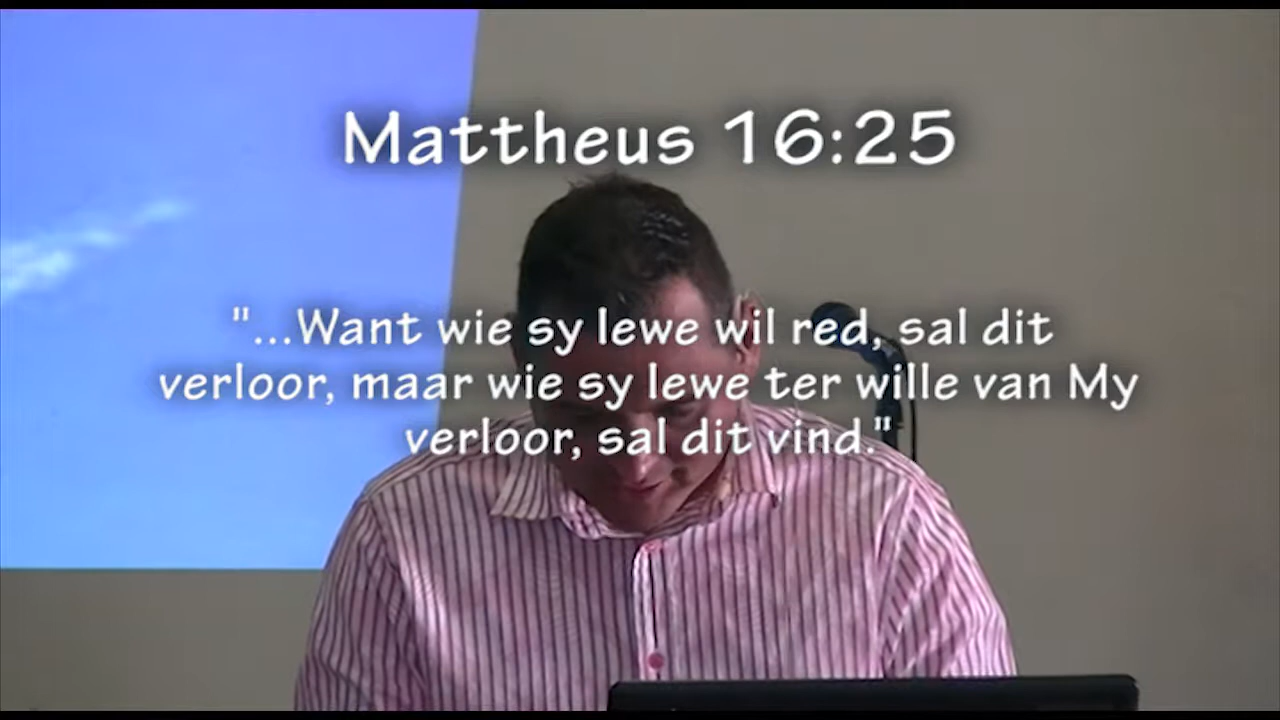 Mattheus 16:25
"...Want wie sy lewe wil red, sal dit
verloor, maar wie sy lewe ter wille van My
verloor, sal dit vind."